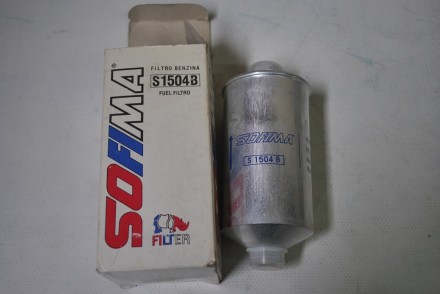 SOFIMA®
FILTRO BENZINA
S1504B
FUEL FILTRO
FILTER
SOFIMA
S 1504 B